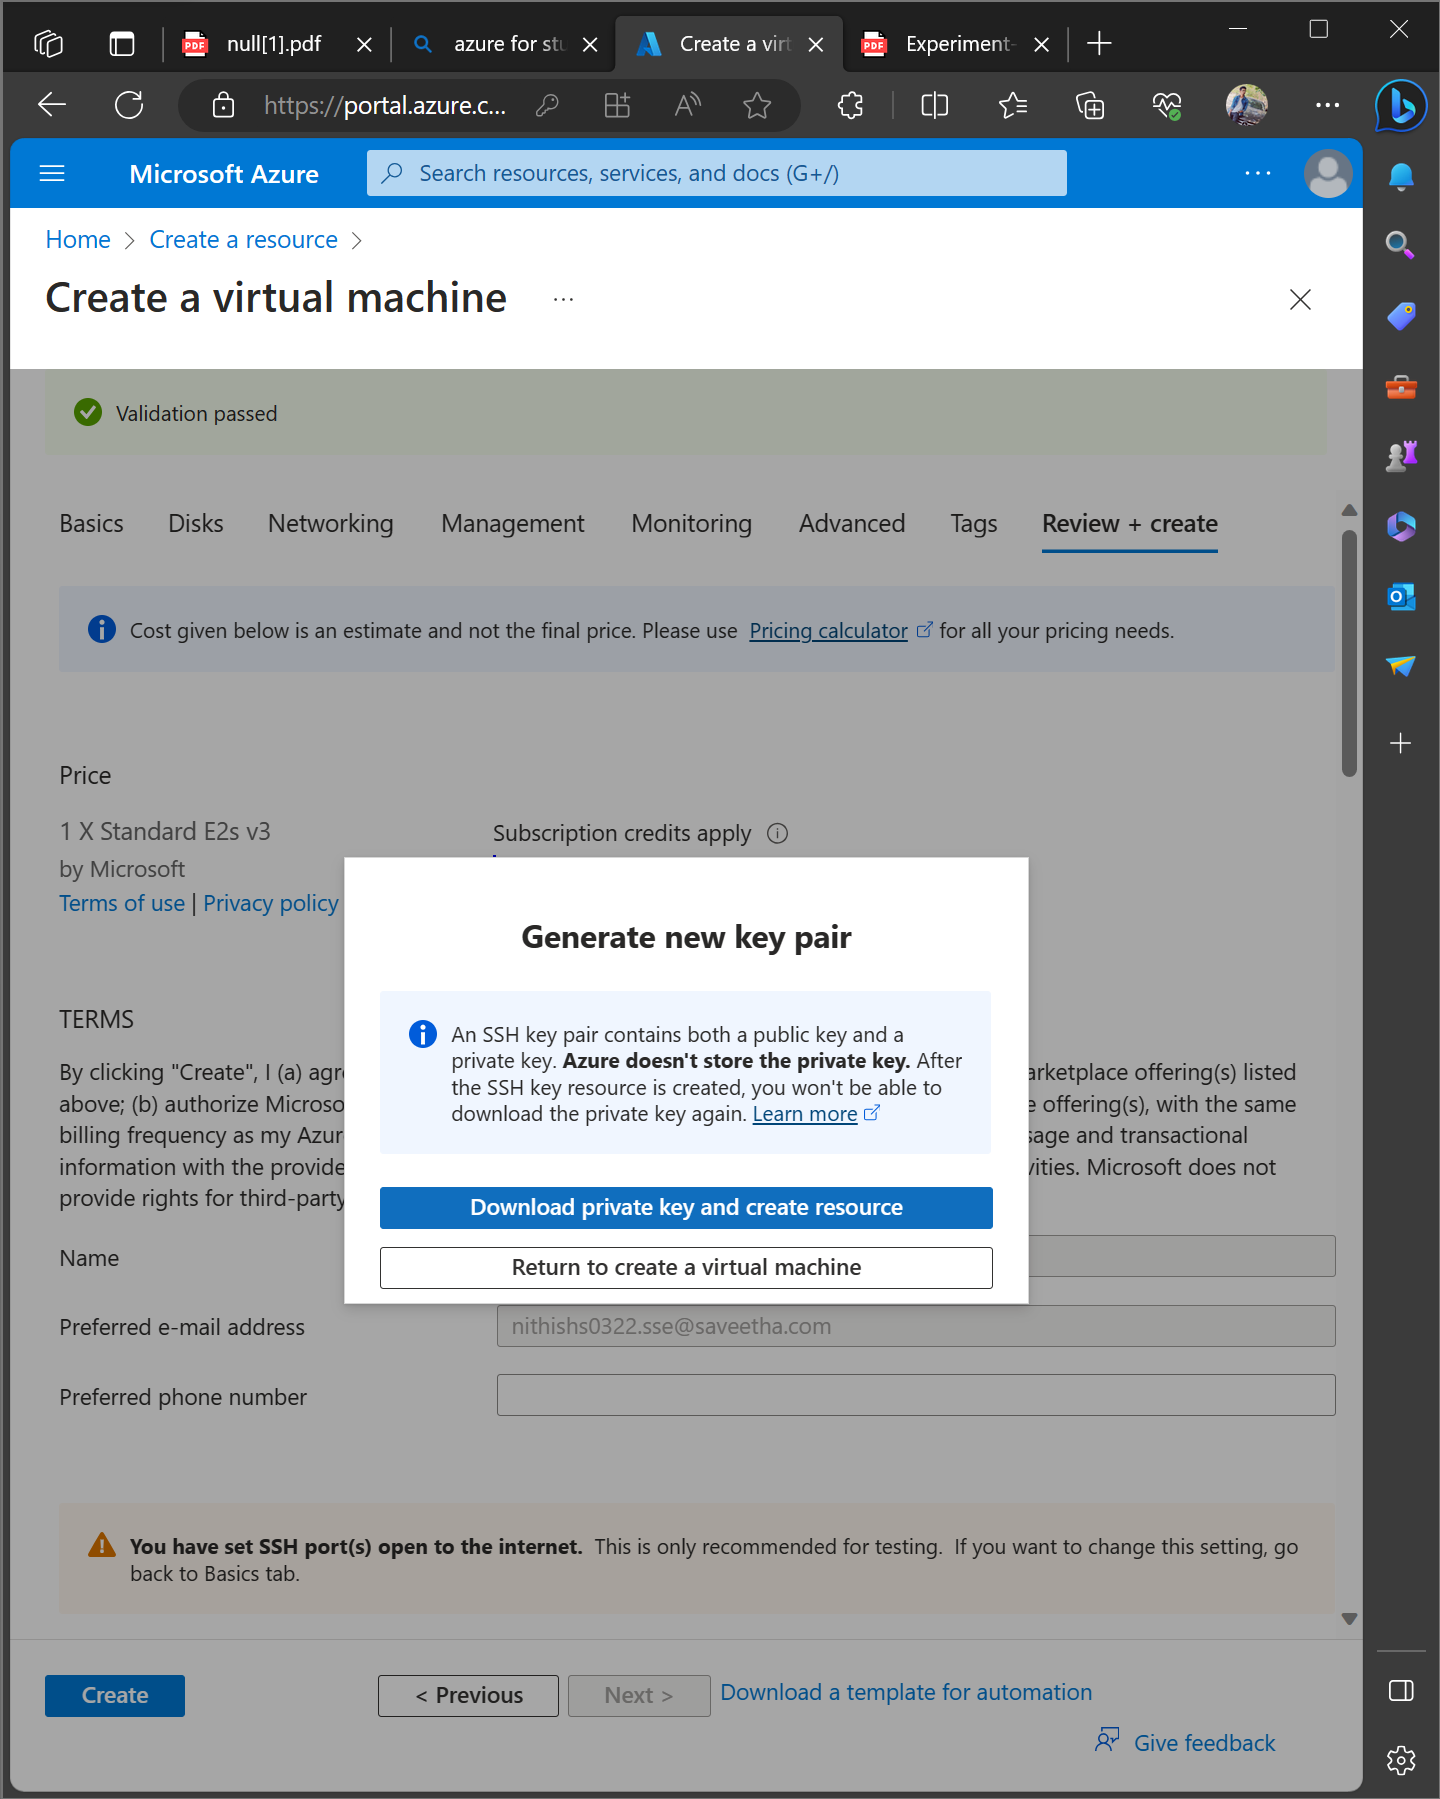 null[1].pdf
azure for stu
Create a virt
Experiment-
https://portal.azure.c...
Microsoft Azure
Search resources, services, and docs (G+/)
Home > Create a resource >
Create a virtual machine ...
Validation passed
Basics Disks Networking Management Monitoring Advanced Tags Review + create
Cost given below is an estimate and not the final price. Please use Pricing calculator for all your pricing needs.
Price
1 X Standard E2s v3
by Microsoft
Terms of use | Privacy policy
Subscription credits apply
Generate new key pair
An SSH key pair contains both a public key and a
private key. Azure doesn't store the private key. After
the SSH key resource is created, you won't be able to
download the private key again. Learn more
Download private key and create resource
Return to create a virtual machine
TERMS
By clicking "Create", I (a) agre arketplace offering(s) listed
above; (b) authorize Microso e offering(s), with the same
billing frequency as my Azur sage and transactional
information with the provide vities. Microsoft does not
provide rights for third-party
Name
Preferred e-mail address
nithishs0322.sse@saveetha.com
Preferred phone number
You have set SSH port(s) open to the internet. This is only recommended for testing. If you want to change this setting, go
back to Basics tab.
Create
< Previous
Next >
Download a template for automation
Give feedback